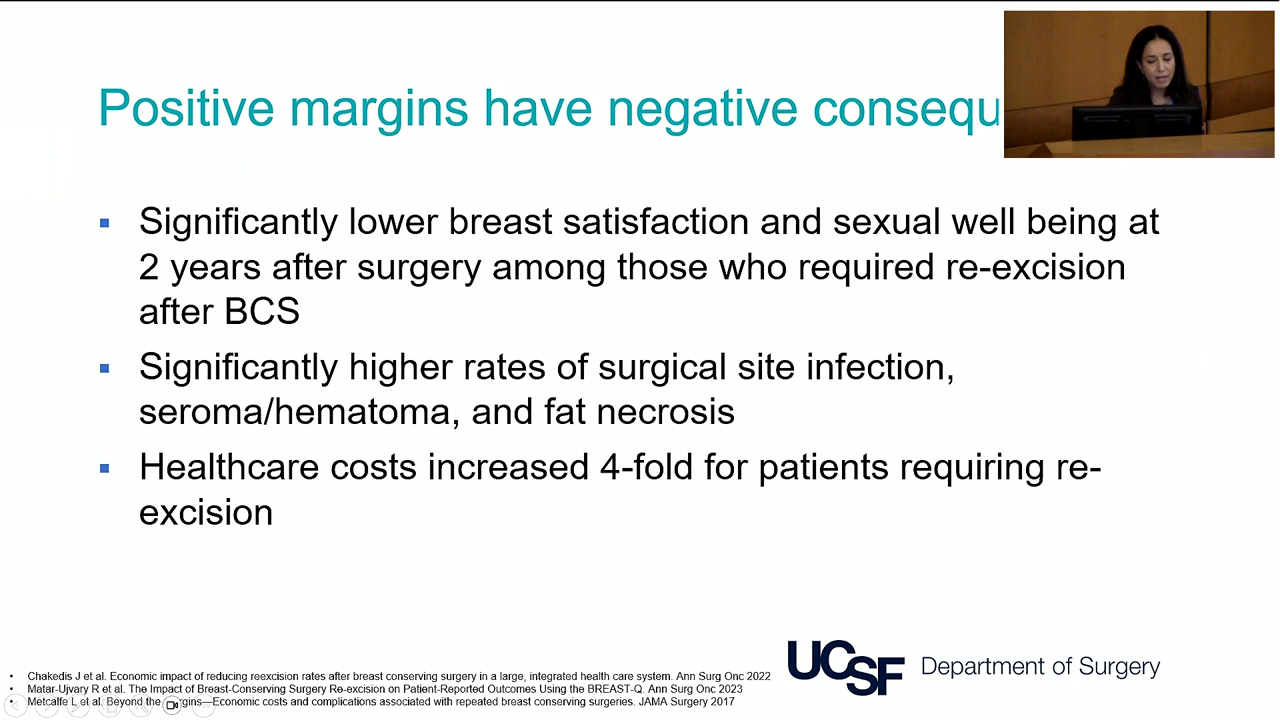 Positive margins have negative consequ
Significantly lower breast satisfaction and sexual well being at
2 years after surgery among those who required re-excision
after BCS
Significantly higher rates of surgical site infection,
seroma/hematoma, and fat necrosis
Healthcare costs increased 4-fold for patients requiring re-
excision
UCSF Department of Surgery
• Chakedis J et al. Economic impact of reducing reexcision rates after breast conserving surgery in a large, integrated health care system. Ann Surg Onc 2022
• Matar-Ujvary R et al. The Impact of Breast-Conserving Surgery Re-excision on Patient-Reported Outcomes Using the BREAST-Q. Ann Surg Onc 2023
• Metcalfe L et al. Beyond the gins—Economic costs and complications associated with repeated breast conserving surgeries. JAMA Surgery 2017